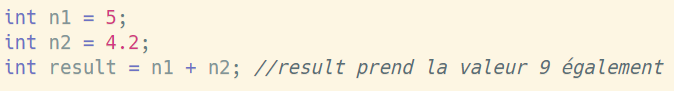 int n1 = 5;
int n2 = 4.2;
int result = n1 + n2; //result prend la valeur 9 également